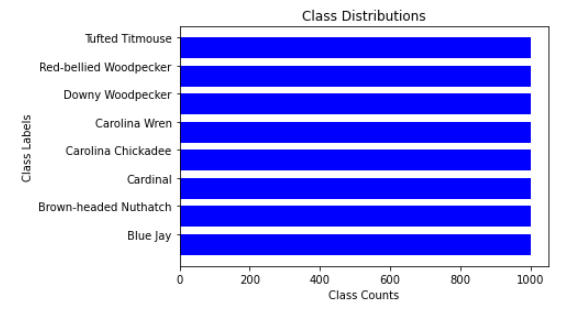 Class Distributions
Tufted Titmouse
Red-bellied Woodpecker
Downy Woodpecker
Carolina Wren
Carolina Chickadee
Cardinal
Brown-headed Nuthatch
Blue Jay
Class Labels
0 200 400 600 800 1000
Class Counts